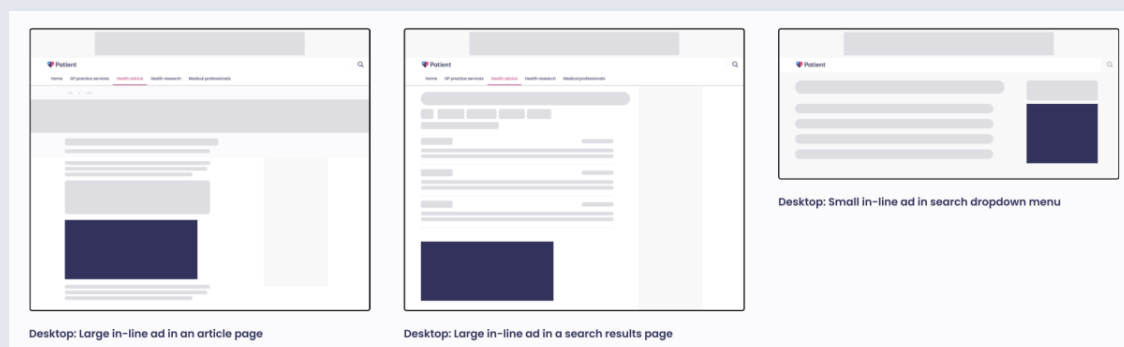 Patient
Home GP practice services Health advice Health research Medical professionals
Desktop: Large in-line ad in an article page
Patient
Home GP practice services Health advice Health research Medical professionals
Desktop: Large in-line ad in a search results page
Patient
Desktop: Small in-line ad in search dropdown menu